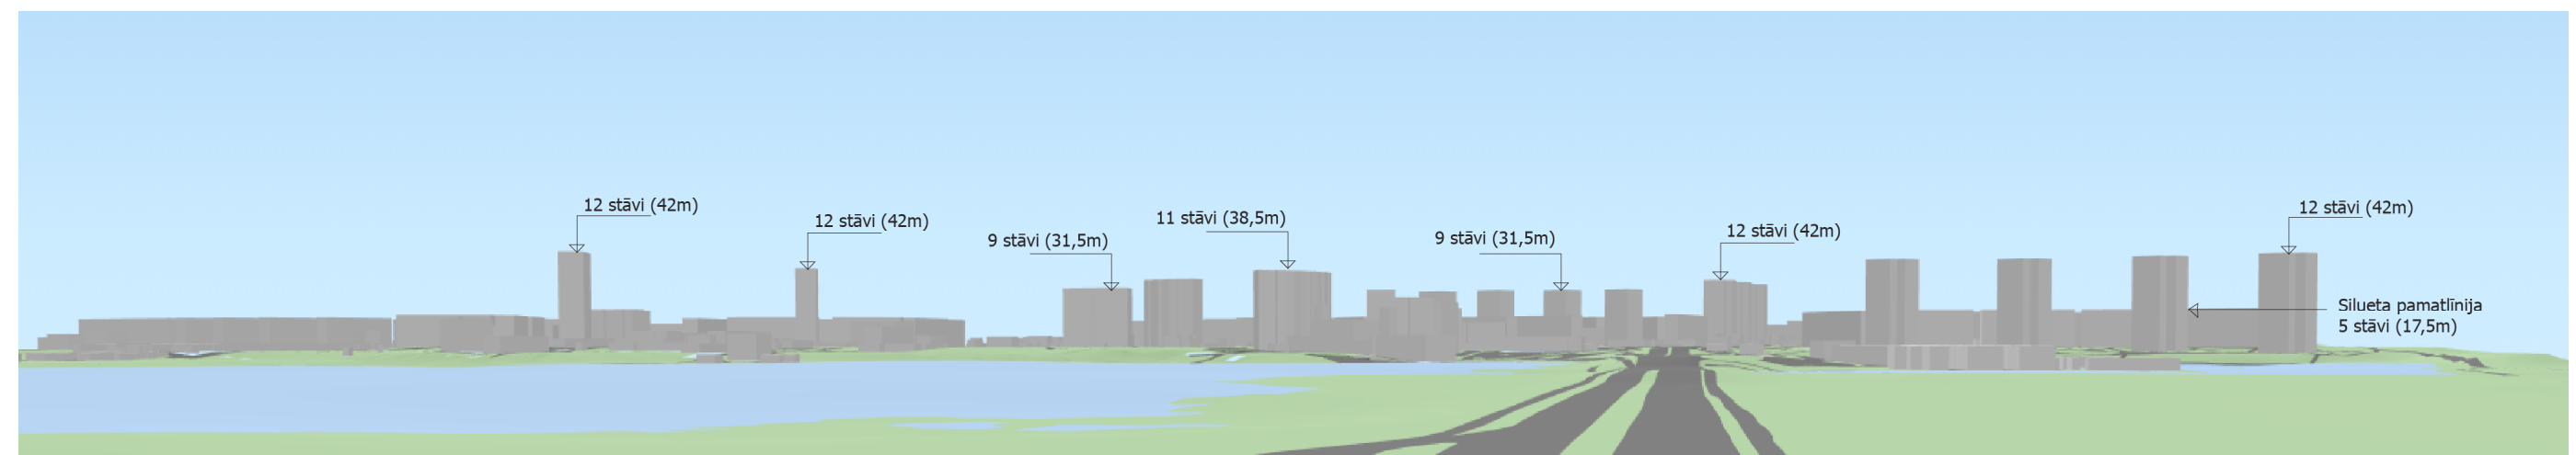 12 stāvi (42m)
12 stāvi (42m)
9 stāvi (31,5m)
11 stāvi (38,5m)
9 stāvi (31,5m)
12 stāvi (42m)
12 stāvi (42m)
Silueta pamatlīnija
5 stāvi (17,5m)